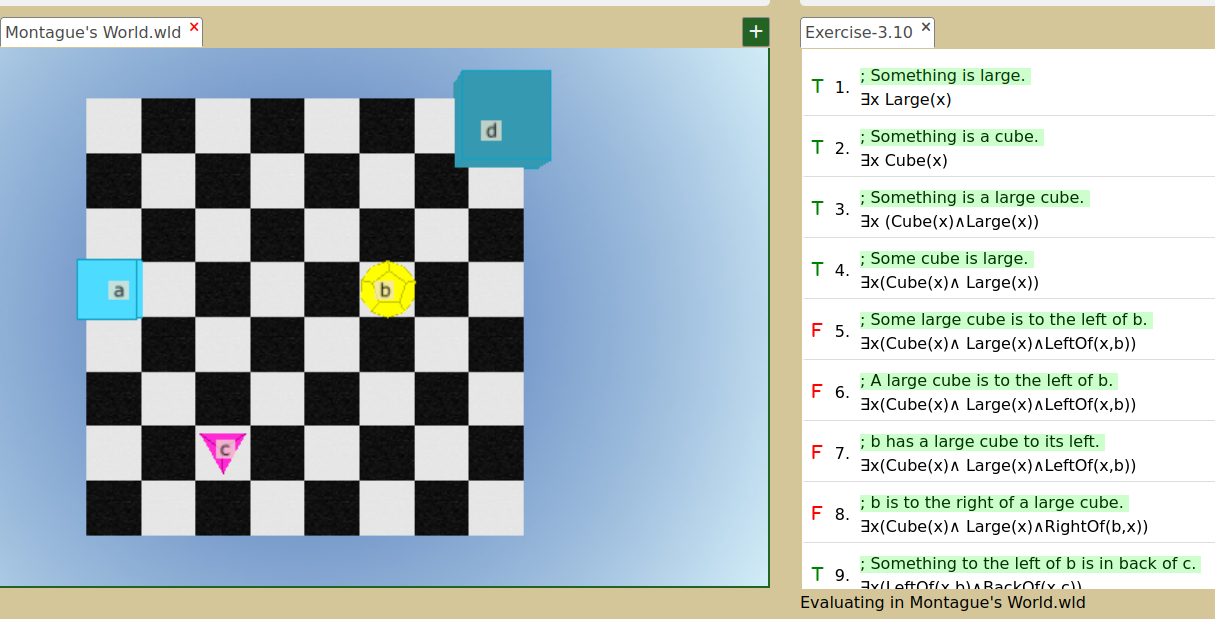 Montague's World.wld ×
+
d
a
b
c
Exercise-3.10 ×
T 1. ; Something is large.
∃x Large(x)
T 2. ; Something is a cube.
∃x Cube(x)
T 3. ; Something is a large cube.
∃x (Cube(x)∧Large(x))
T 4. ; Some cube is large.
∃x(Cube(x)∧ Large(x))
F 5. ; Some large cube is to the left of b.
∃x(Cube(x)∧ Large(x)∧LeftOf(x,b))
F 6. ; A large cube is to the left of b.
∃x(Cube(x)∧ Large(x)∧LeftOf(x,b))
F 7. ; b has a large cube to its left.
∃x(Cube(x)∧ Large(x)∧LeftOf(x,b))
F 8. ; b is to the right of a large cube.
∃x(Cube(x)∧ Large(x)∧RightOf(b,x))
T 9. ; Something to the left of b is in back of c.
∃x(LeftOf(x,b)∧BackOf(x,c))
Evaluating in Montague's World.wld